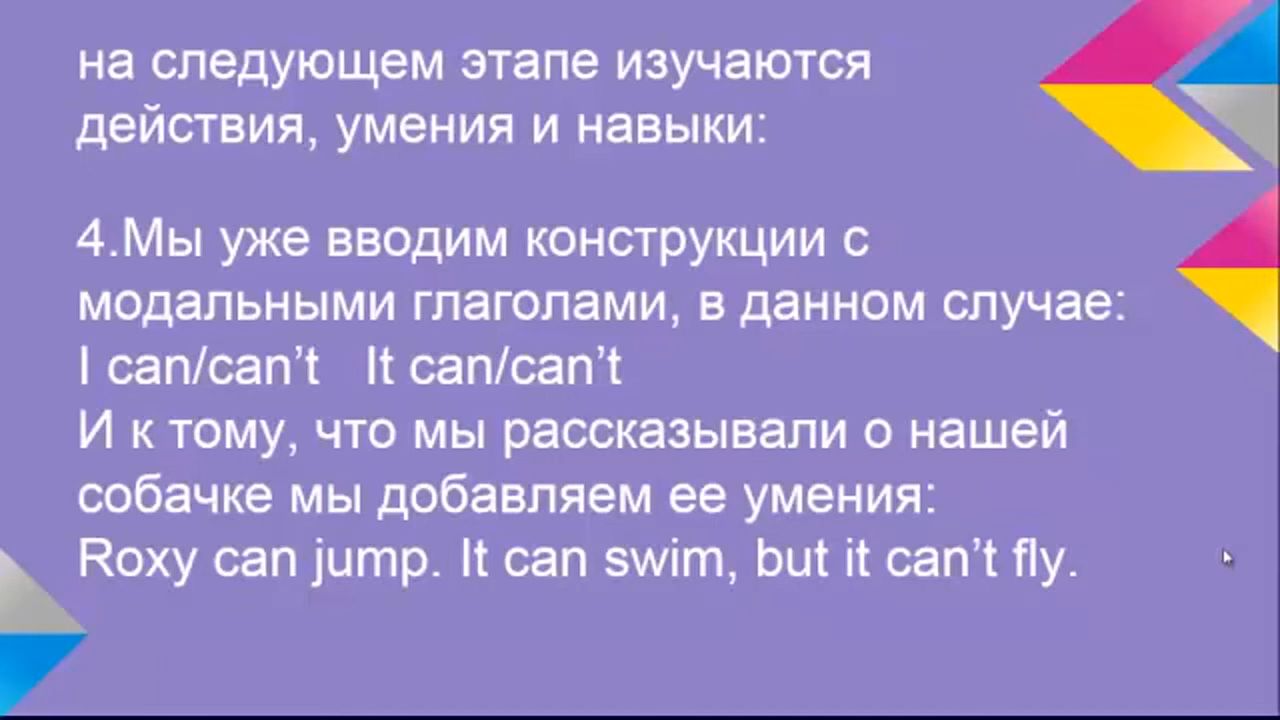 на следующем этапе изучаются
действия, умения и навыки:
4.Мы уже вводим конструкции с
модальными глаголами, в данном случае:
I can/can’t It can/can’t
И к тому, что мы рассказывали о нашей
собачке мы добавляем ее умения:
Roxy can jump. It can swim, but it can’t fly.